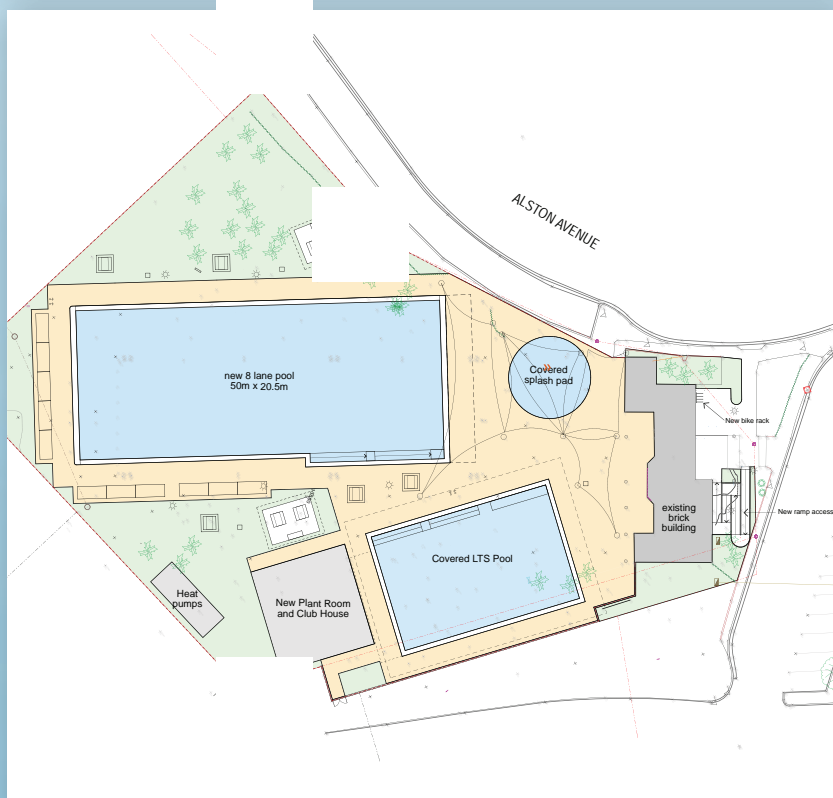 ALSTON AVENUE
new 8 lane pool
50m x 20.5m
Covered
splash pad
New bike rack
existing
brick
building
New ramp access
Covered LTS Pool
Heat
pumps
New Plant Room
and Club House